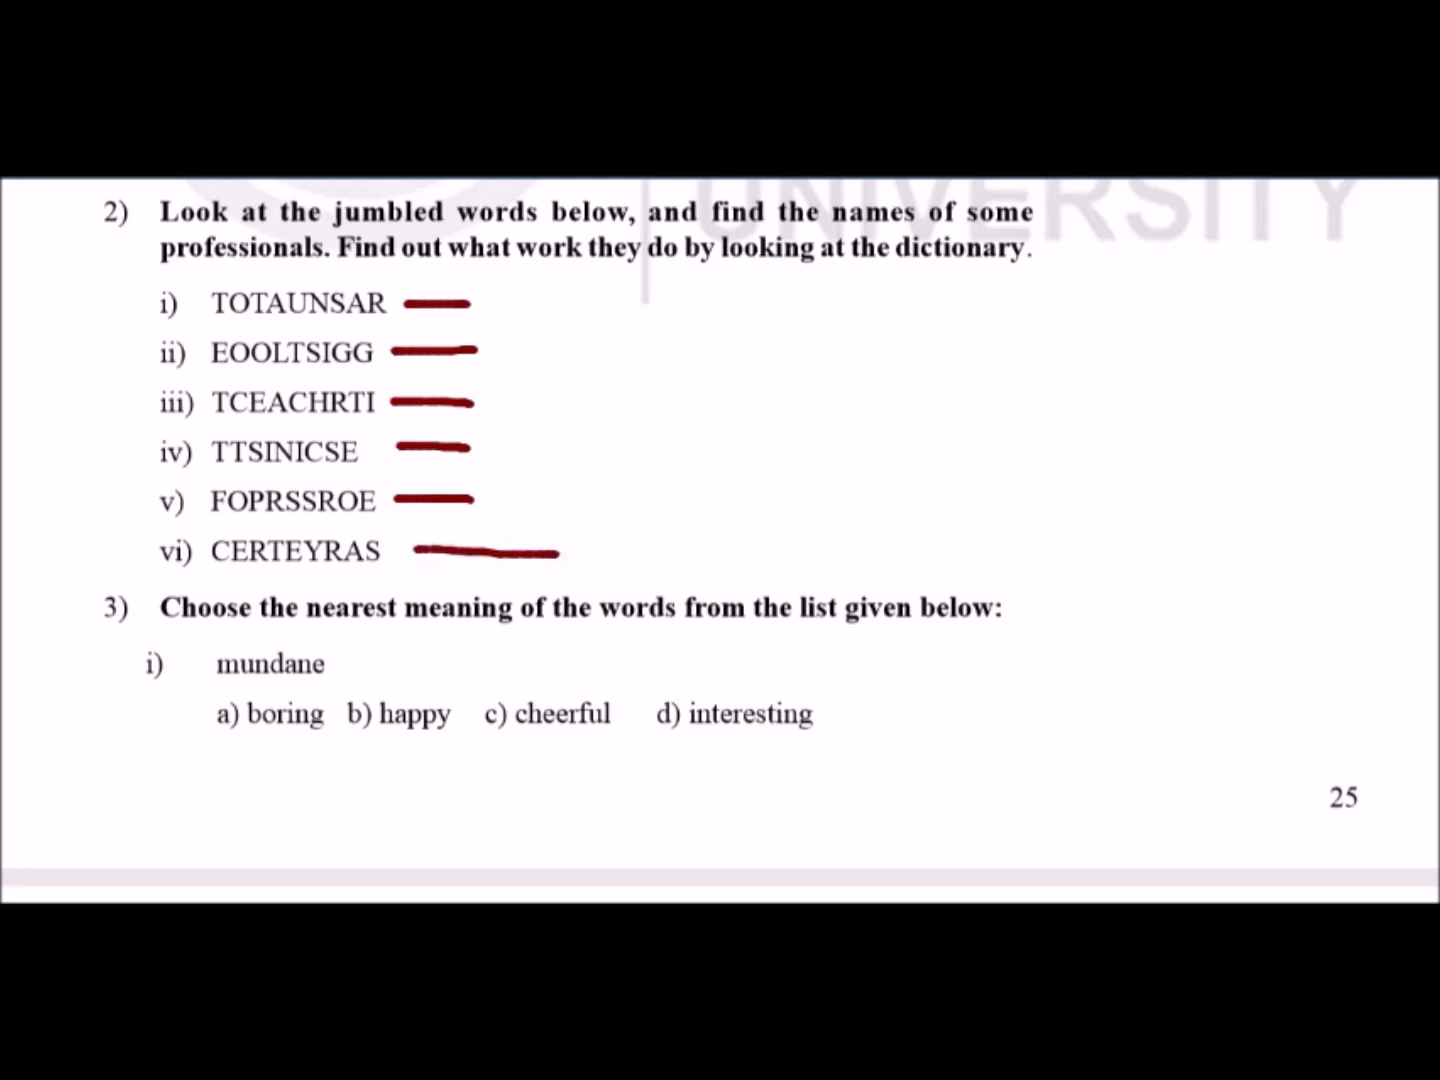 UNIVERSITY
2) Look at the jumbled words below, and find the names of some
professionals. Find out what work they do by looking at the dictionary.
i) TOTAUNSAR
ii) EOOLTSIGG
iii) TCEACHRTI
iv) TTSINICSE
v) FOPRSSROE
vi) CERTEYRAS
3) Choose the nearest meaning of the words from the list given below:
i) mundane
a) boring b) happy c) cheerful d) interesting
25